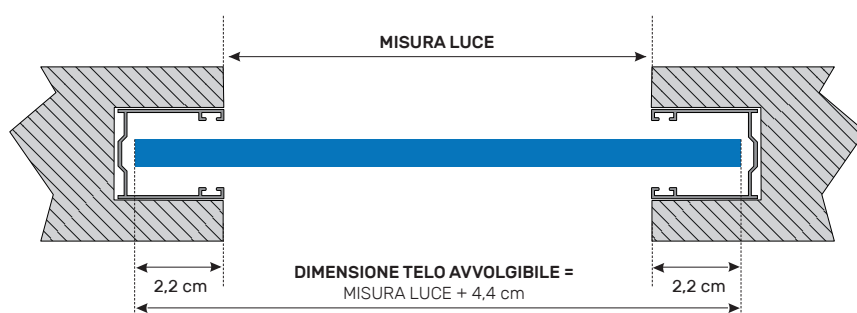 MISURA LUCE
2,2 cm
DIMENSIONE TELO AVVOLGIBILE =
MISURA LUCE + 4,4 cm
2,2 cm